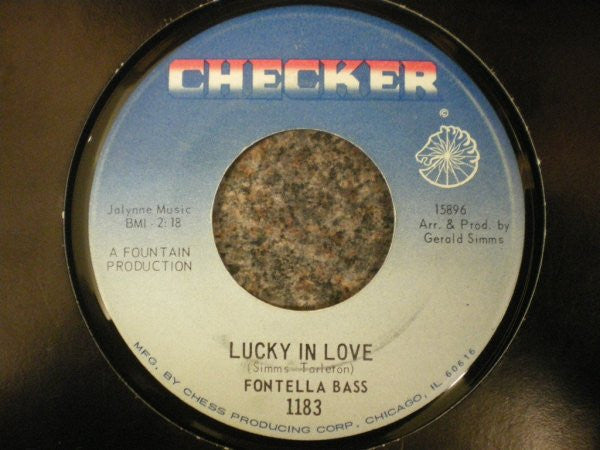 CHECKER
©
Jalynne Music
BMI - 2:18
A FOUNTAIN
PRODUCTION
15896
Arr. & Prod. by
Gerald Simms
LUCKY IN LOVE
(Simms - Tarleton)
FONTELLA BASS
1183
MFG. BY CHESS PRODUCING CORP. CHICAGO, IL 60616